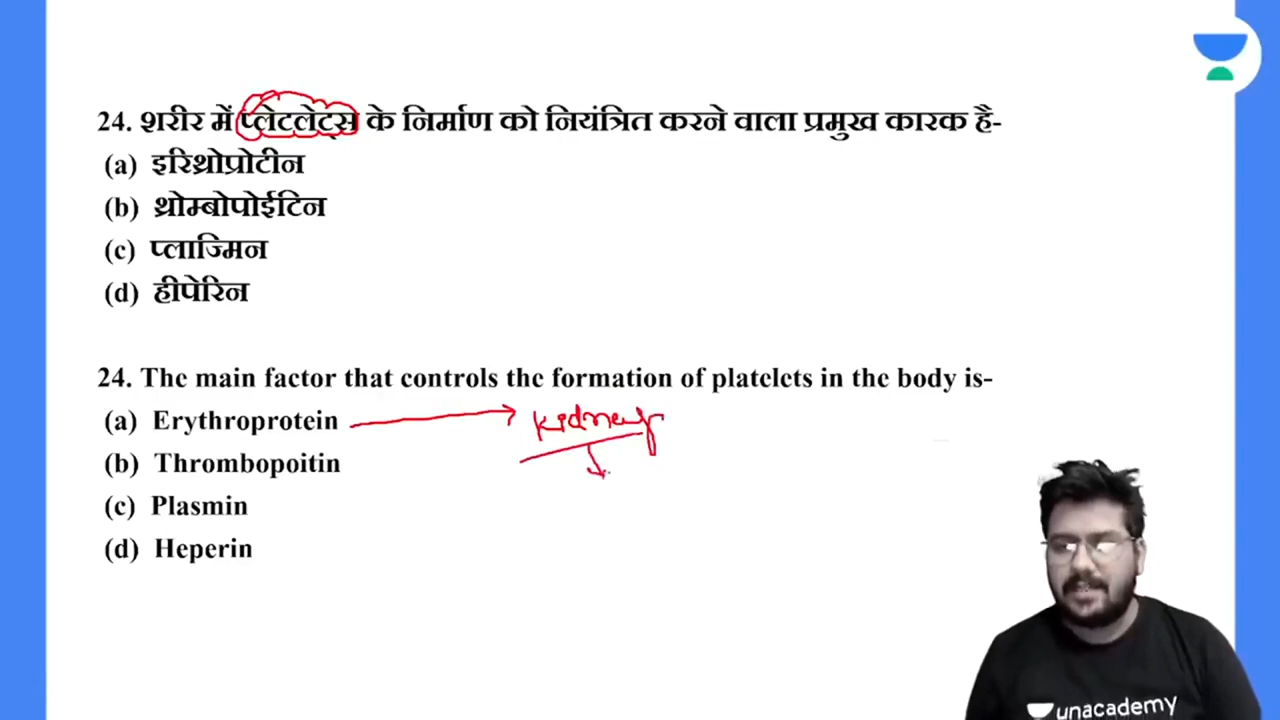 24. शरीर में प्लेटलेट्स के निर्माण को नियंत्रित करने वाला प्रमुख कारक है-
(a) इरिथ्रोप्रोटीन
(b) थ्रोम्बोपोईटिन
(c) प्लाज्मिन
(d) हीपेरिन
24. The main factor that controls the formation of platelets in the body is-
(a) Erythroprotein
kidney
(b) Thrombopoitin
(c) Plasmin
(d) Heperin
unacademy